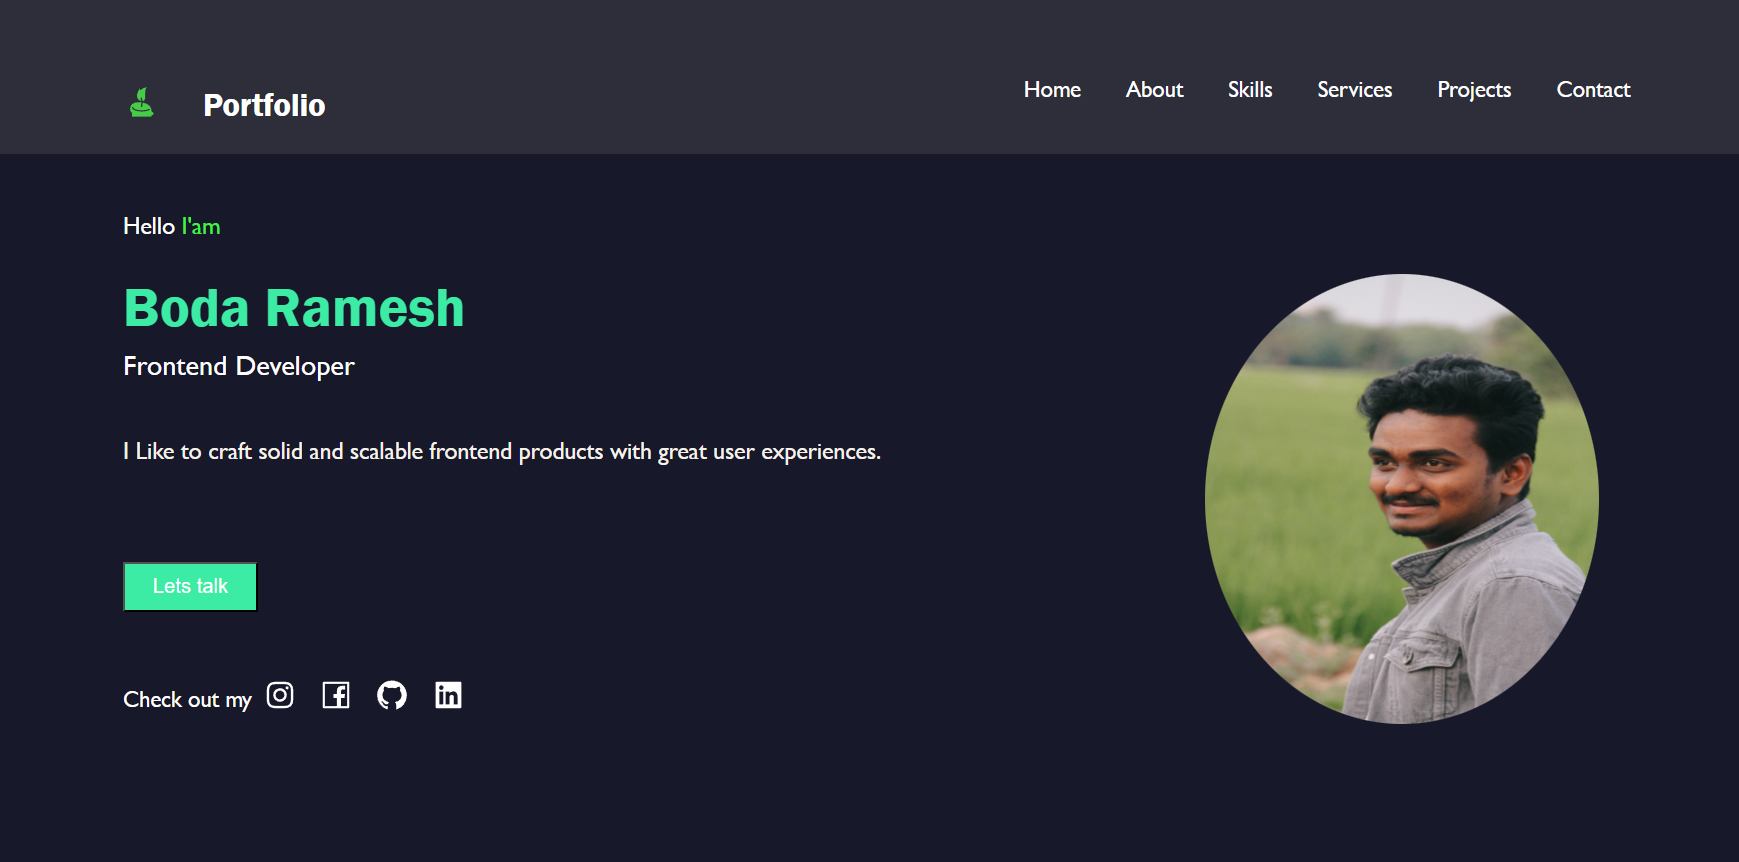 Portfolio
Home About Skills Services Projects Contact
Hello I'am
Boda Ramesh
Frontend Developer
I Like to craft solid and scalable frontend products with great user experiences.
Lets talk
Check out my